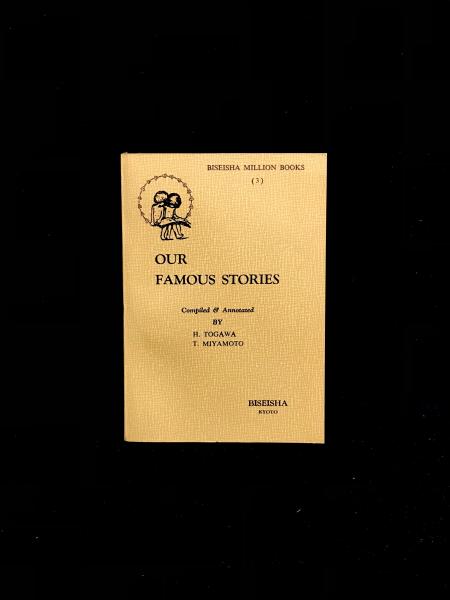 BISEISHA MILLION BOOKS
(3)
OUR
FAMOUS STORIES
Compiled & Annotated
BY
H. TOGAWA
T. MIYAMOTO
BISEISHA
KYOTO